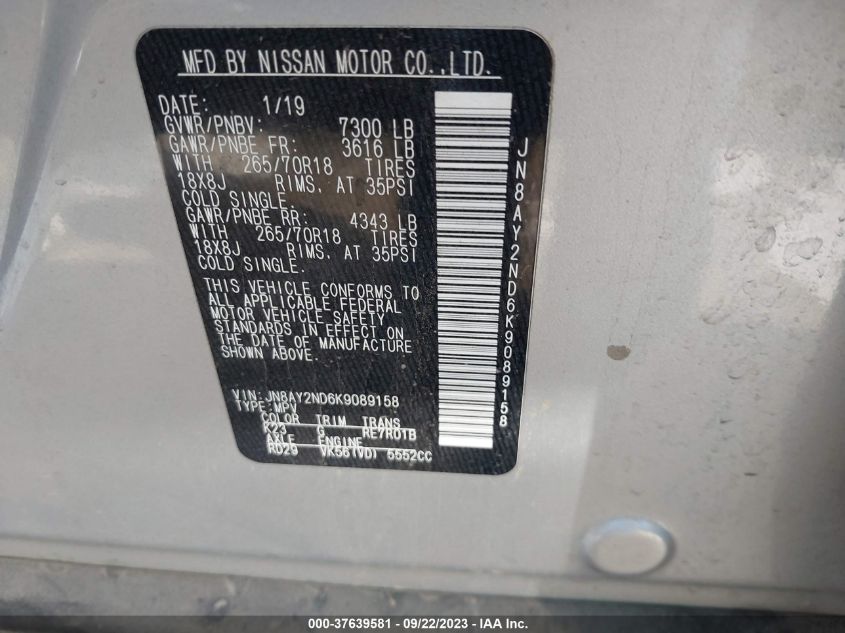 MFD BY NISSAN MOTOR CO.,LTD.
DATE: 1/19
GVWR/PNBV: 7300 LB
GAWR/PNBE FR: 3616 LB
WITH 265/70R18 TIRES
18X8J RIMS. AT 35PSI
COLD SINGLE.
GAWR/PNBE RR: 4343 LB
WITH 265/70R18 TIRES
18X8J RIMS. AT 35PSI
COLD SINGLE.
THIS VEHICLE CONFORMS TO
ALL APPLICABLE FEDERAL
MOTOR VEHICLE SAFETY
STANDARDS IN EFFECT ON
THE DATE OF MANUFACTURE
SHOWN ABOVE.
VIN: JN8AY2ND6K9089158
TYPE: MPV
COLOR TRIM TRANS
K23 G RE7R01B
AXLE ENGINE
RD29 VK56(VD) 5552CC
JN8AY2ND6K9089158
000-37639581 - 09/22/2023 - IAA Inc.